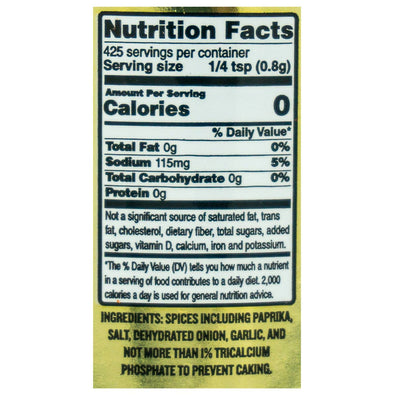 Nutrition Facts
425 servings per container
Serving size 1/4 tsp (0.8g)
Amount Per Serving
Calories 0
% Daily Value*
Total Fat 0g 0%
Sodium 115mg 5%
Total Carbohydrate 0g 0%
Protein 0g
Not a significant source of saturated fat, trans
fat, cholesterol, dietary fiber, total sugars, added
sugars, vitamin D, calcium, iron and potassium.
*The % Daily Value (DV) tells you how much a nutrient
in a serving of food contributes to a daily diet. 2,000
calories a day is used for general nutrition advice.
INGREDIENTS: SPICES INCLUDING PAPRIKA,
SALT, DEHYDRATED ONION, GARLIC, AND
NOT MORE THAN 1% TRICALCIUM
PHOSPHATE TO PREVENT CAKING.